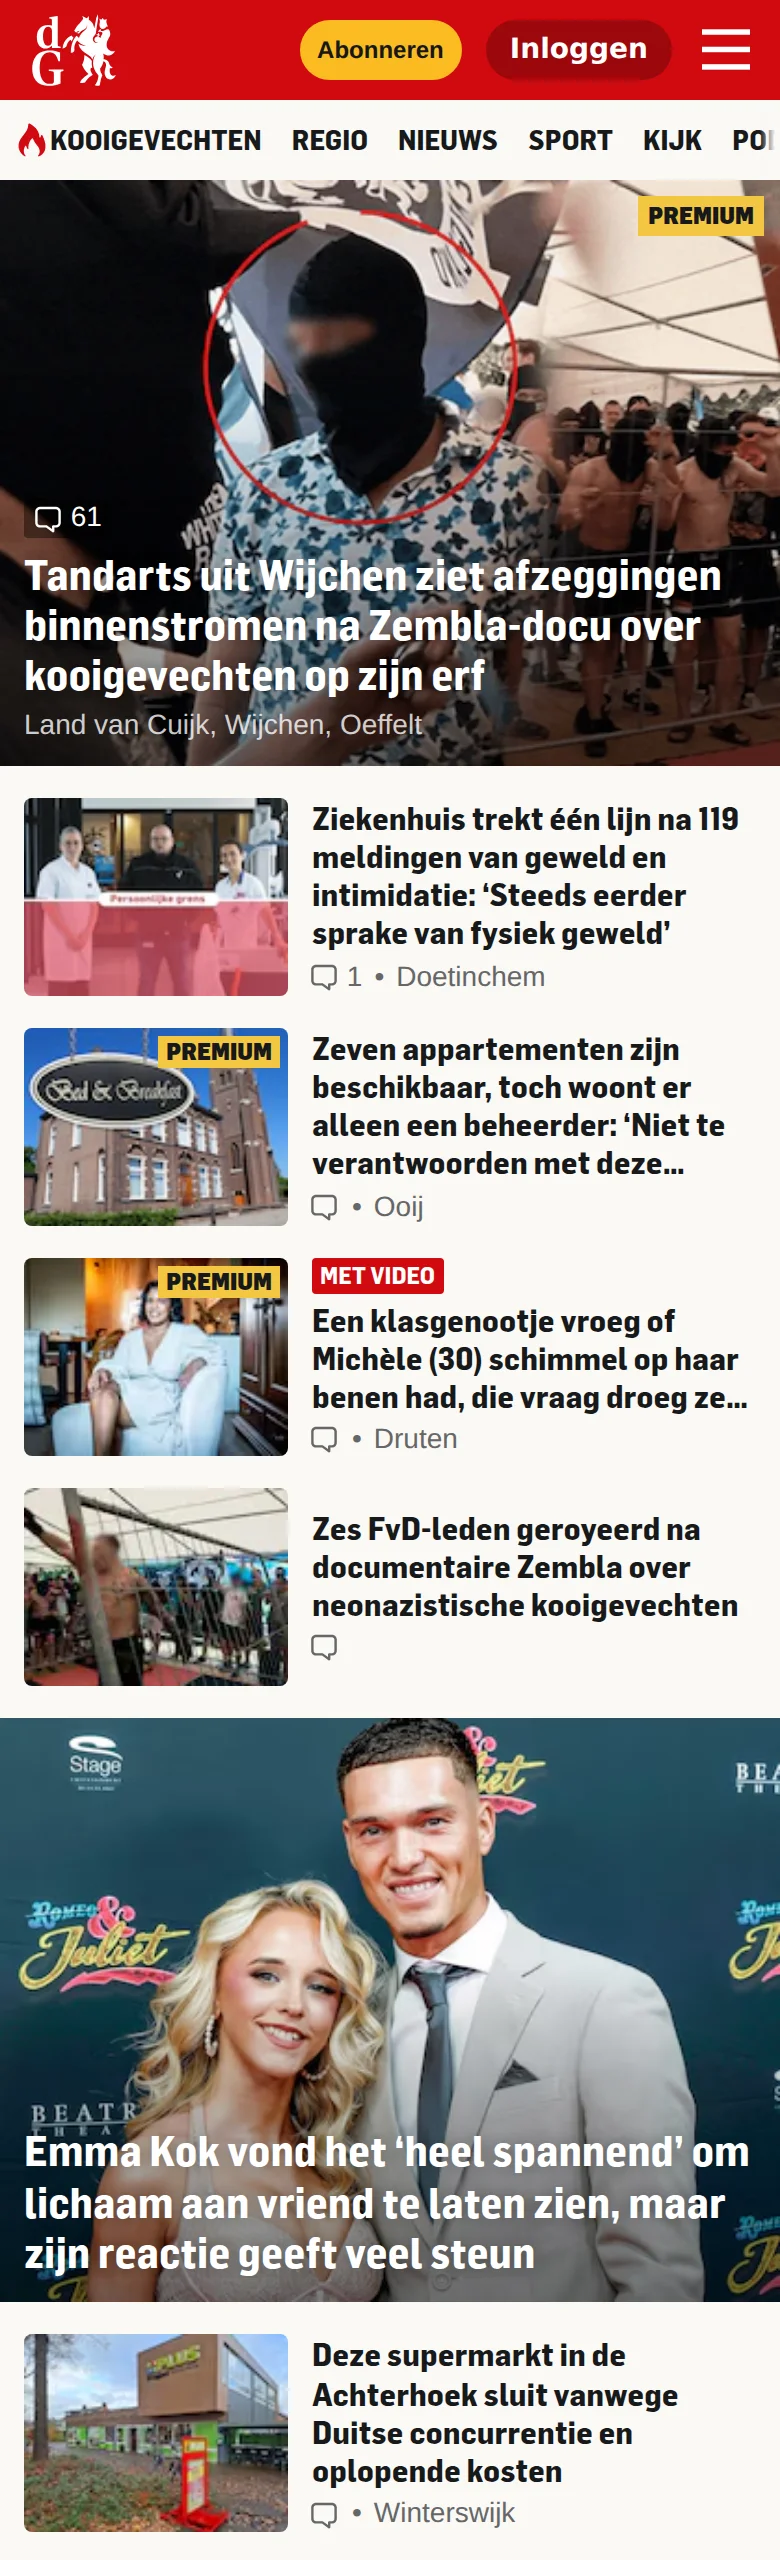 dG
Abonneren
Inloggen
KOOIGEVECHTEN REGIO NIEUWS SPORT KIJK
PREMIUM
61
Tandarts uit Wijchen ziet afzeggingen
binnenstromen na Zembla-docu over
kooigevechten op zijn erf
Land van Cuijk, Wijchen, Oeffelt
Persoonlijke grens
Ziekenhuis trekt één lijn na 119
meldingen van geweld en
intimidatie: ‘Steeds eerder
sprake van fysiek geweld’
1 • Doetinchem
PREMIUM
Bed & Breakfast
Zeven appartementen zijn
beschikbaar, toch woont er
alleen een beheerder: ‘Niet te
verantwoorden met deze...
• Ooij
PREMIUM
MET VIDEO
Een klasgenootje vroeg of
Michèle (30) schimmel op haar
benen had, die vraag droeg ze...
• Druten
Zes FvD-leden geroyeerd na
documentaire Zembla over
neonazistische kooigevechten
Stage
Romeo
& Juliet
BEATR
Emma Kok vond het ‘heel spannend’ om
lichaam aan vriend te laten zien, maar
zijn reactie geeft veel steun
PLUS
Deze supermarkt in de
Achterhoek sluit vanwege
Duitse concurrentie en
oplopende kosten
• Winterswijk